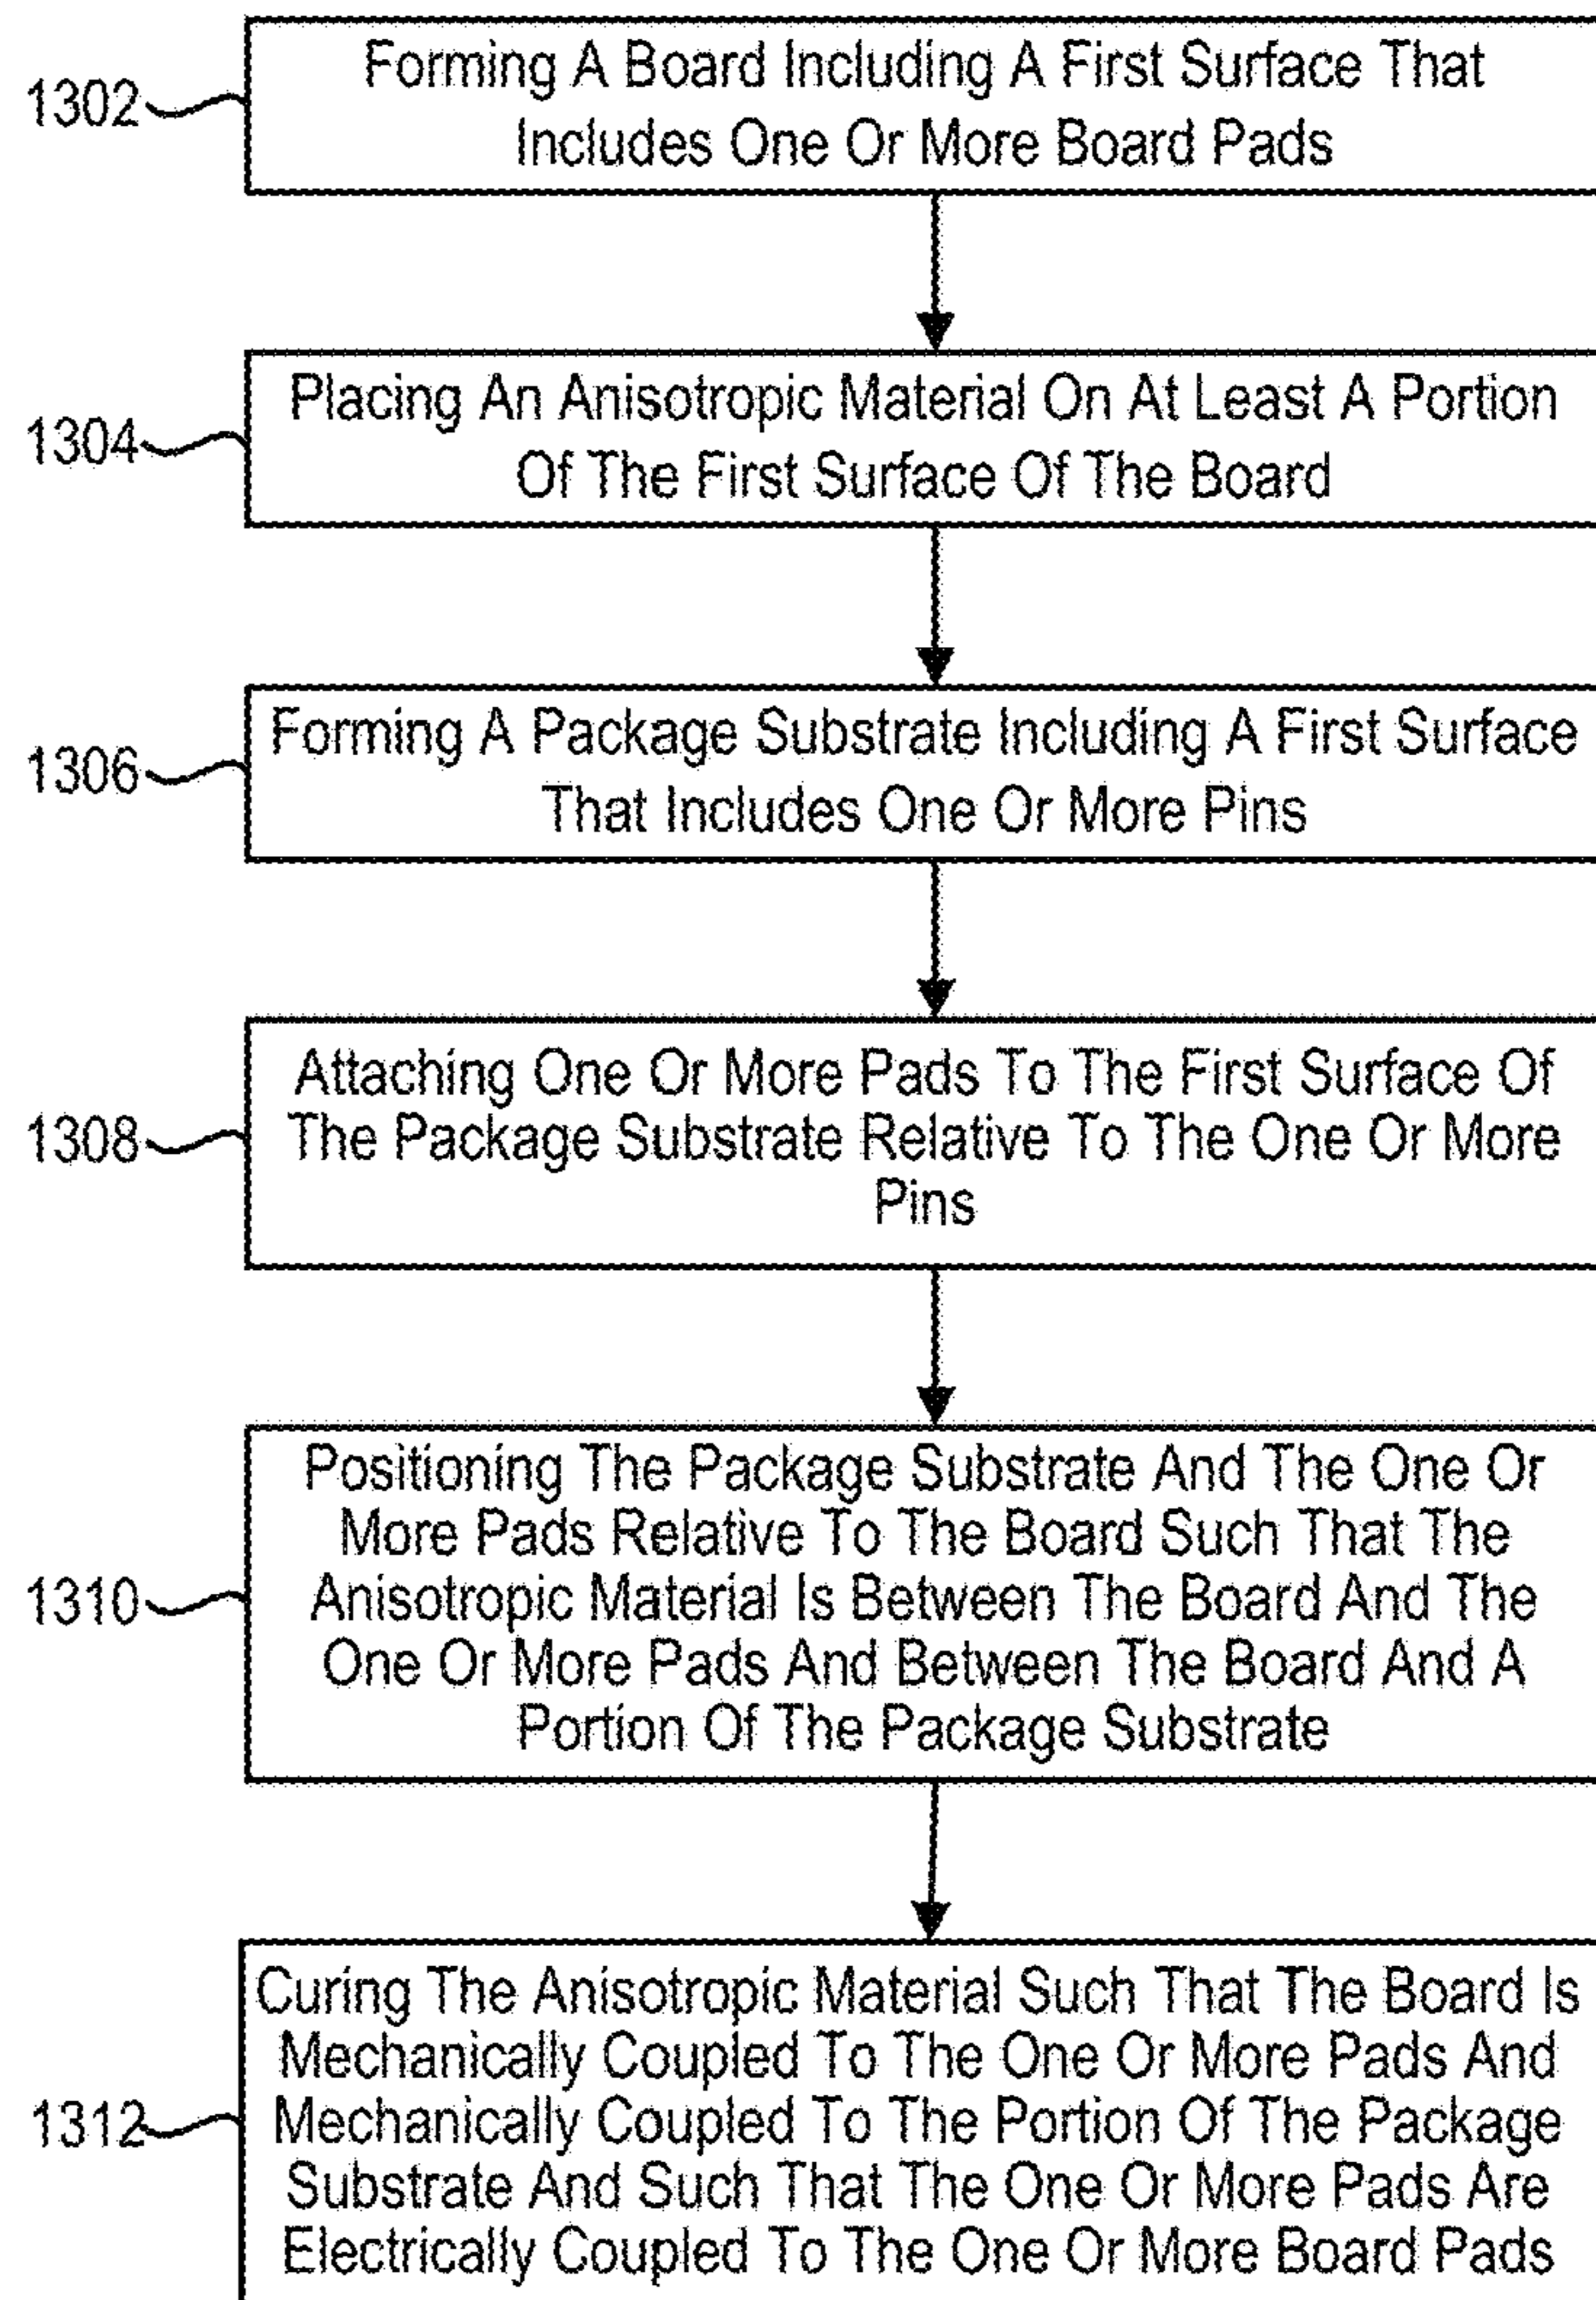 1302
Forming A Board Including A First Surface That
Includes One Or More Board Pads
1304
Placing An Anisotropic Material On At Least A Portion
Of The First Surface Of The Board
1306
Forming A Package Substrate Including A First Surface
That Includes One Or More Pins
1308
Attaching One Or More Pads To The First Surface Of
The Package Substrate Relative To The One Or More
Pins
1310
Positioning The Package Substrate And The One Or
More Pads Relative To The Board Such That The
Anisotropic Material Is Between The Board And The
One Or More Pads And Between The Board And A
Portion Of The Package Substrate
1312
Curing The Anisotropic Material Such That The Board Is
Mechanically Coupled To The One Or More Pads And
Mechanically Coupled To The Portion Of The Package
Substrate And Such That The One Or More Pads Are
Electrically Coupled To The One Or More Board Pads